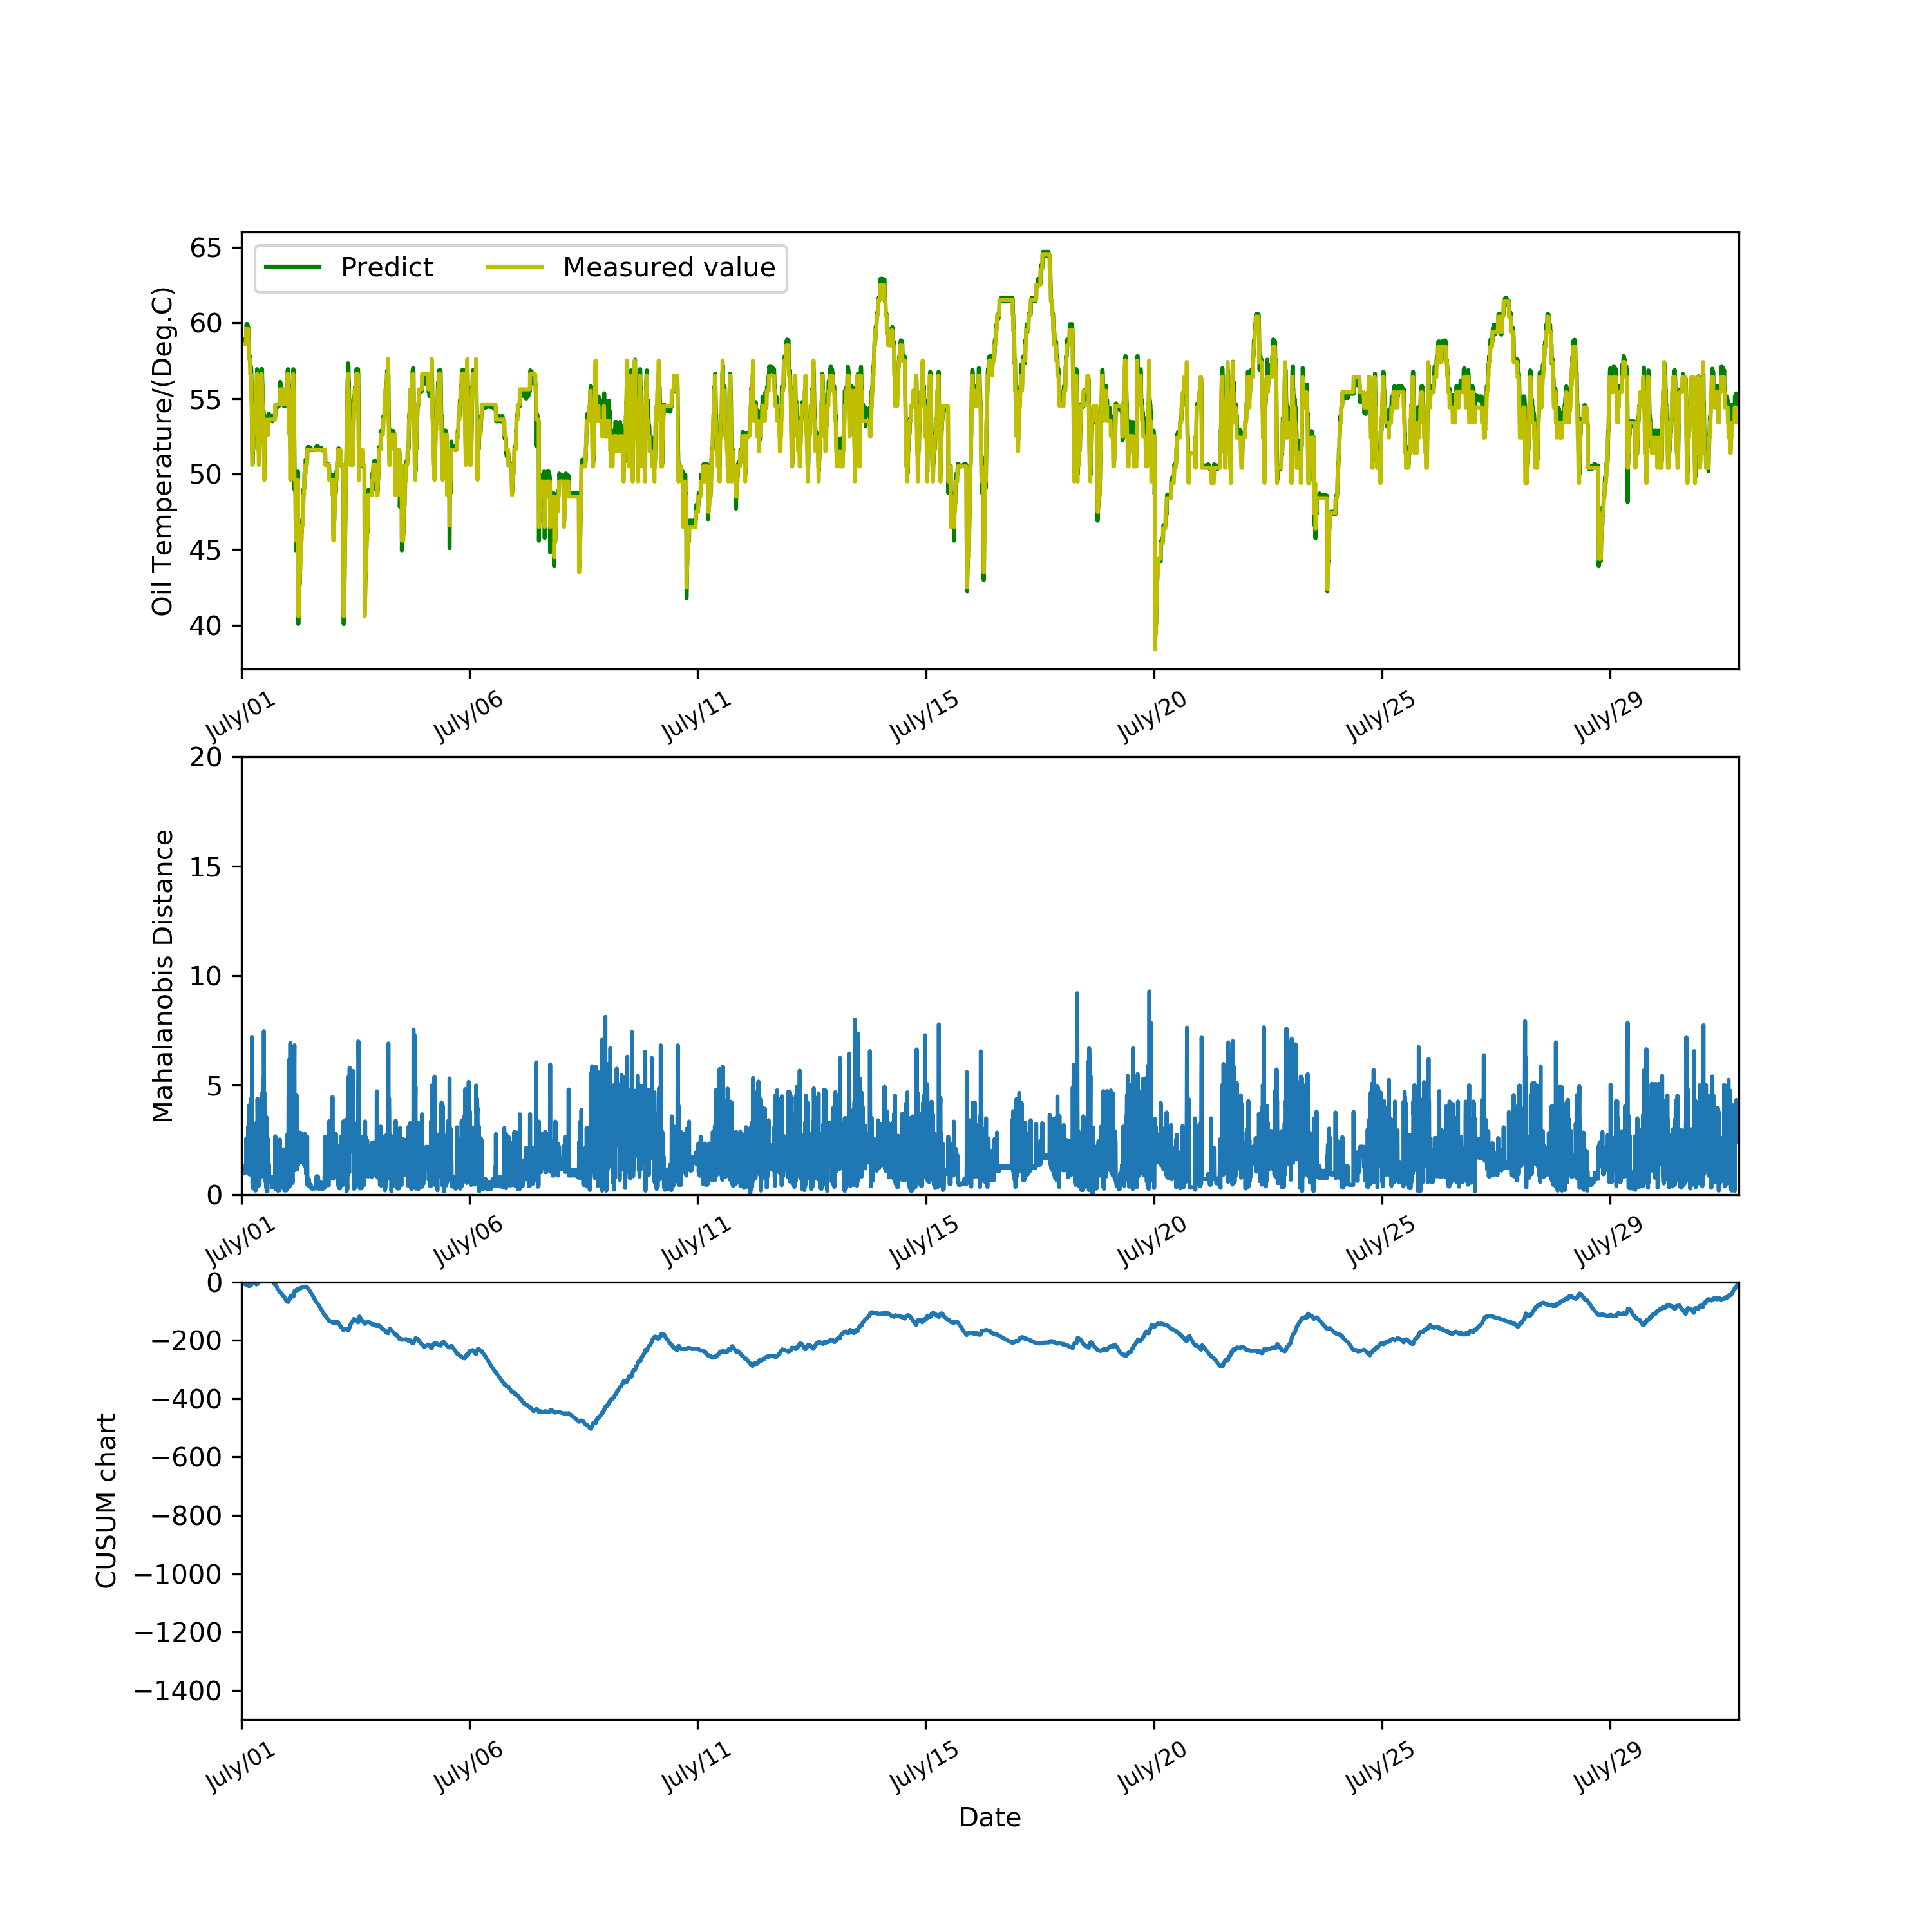 Oil Temperature/(Deg.C)
65
60
55
50
45
40
Predict Measured value
July/01 July/06 July/11 July/15 July/20 July/25 July/29
Mahalanobis Distance
20
15
10
5
0
July/01 July/06 July/11 July/15 July/20 July/25 July/29
CUSUM chart
0
−200
−400
−600
−800
−1000
−1200
−1400
July/01 July/06 July/11 July/15 July/20 July/25 July/29
Date